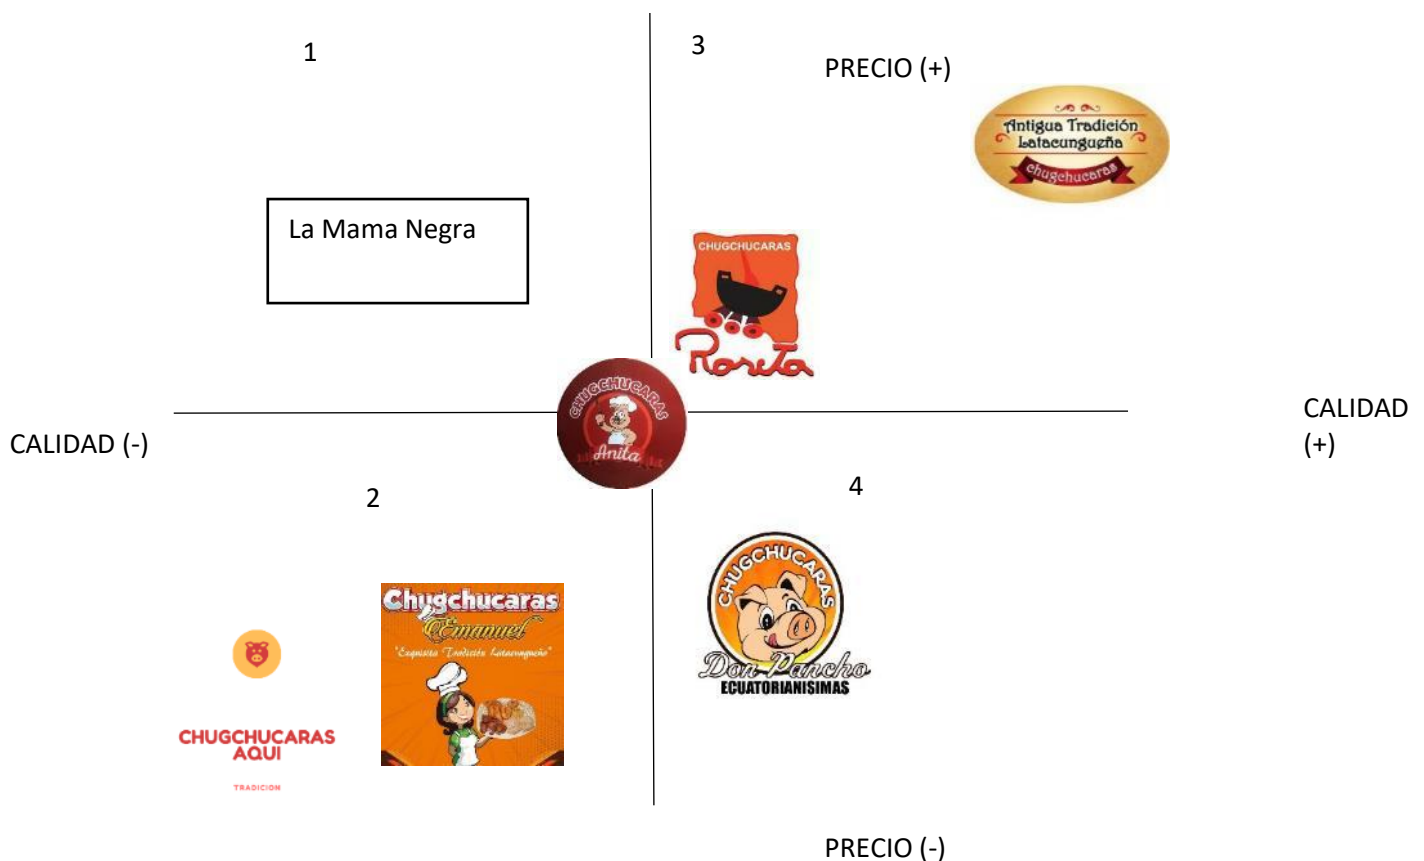 1
3
PRECIO (+)
Antigua Tradición
Latacungueña
chugchucaras
La Mama Negra
CHUGCHUCARAS
Roseta
CHUGCHUCARAS
Anita
CALIDAD (-)
CALIDAD
(+)
2
4
Chugchucaras
Emanuel
"Exquisita Tradición Latacungueña"
CHUGCHUCARAS
Don Pancho
ECUATORIANISIMAS
CHUGCHUCARAS
AQUI
TRADICION
PRECIO (-)